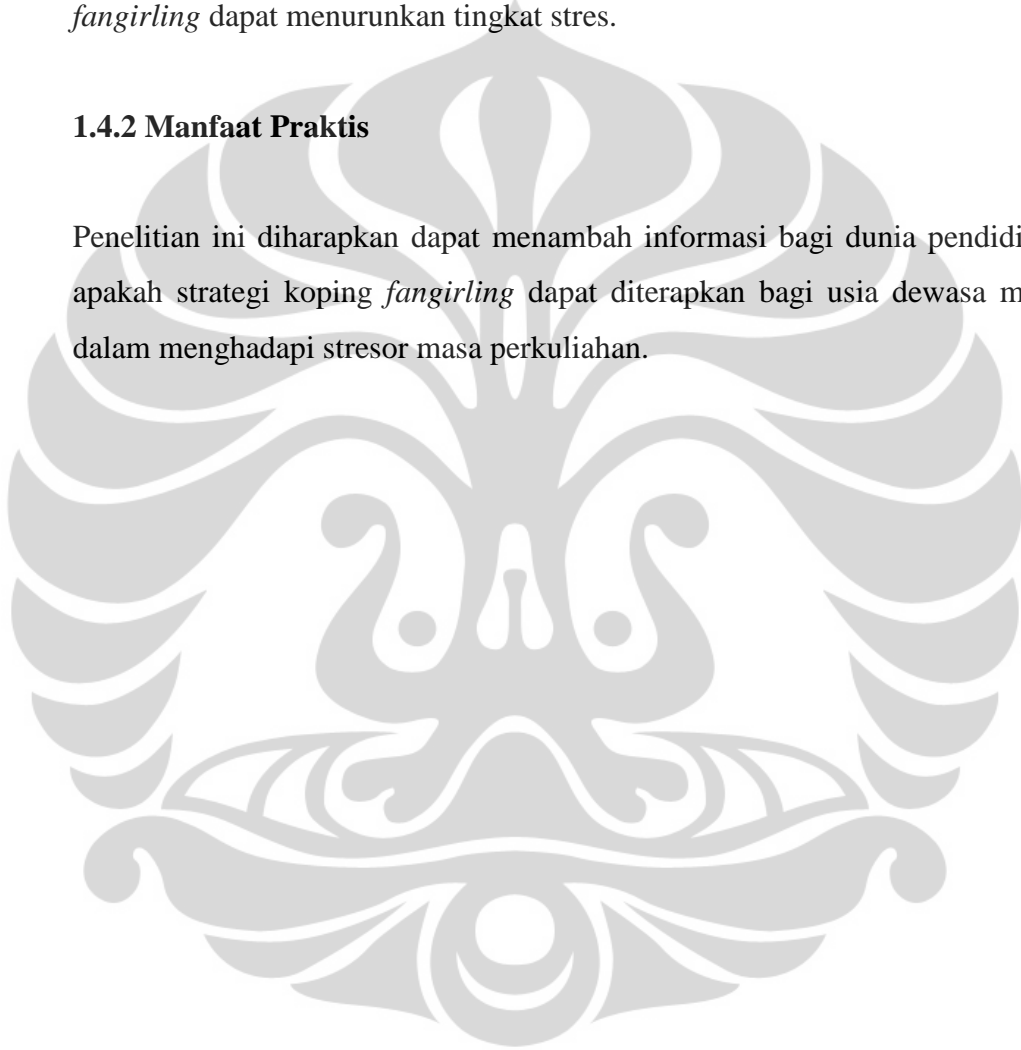 fangirling dapat menurunkan tingkat stres.
1.4.2 Manfaat Praktis
Penelitian ini diharapkan dapat menambah informasi bagi dunia pendidi
apakah strategi koping fangirling dapat diterapkan bagi usia dewasa m
dalam menghadapi stresor masa perkuliahan.